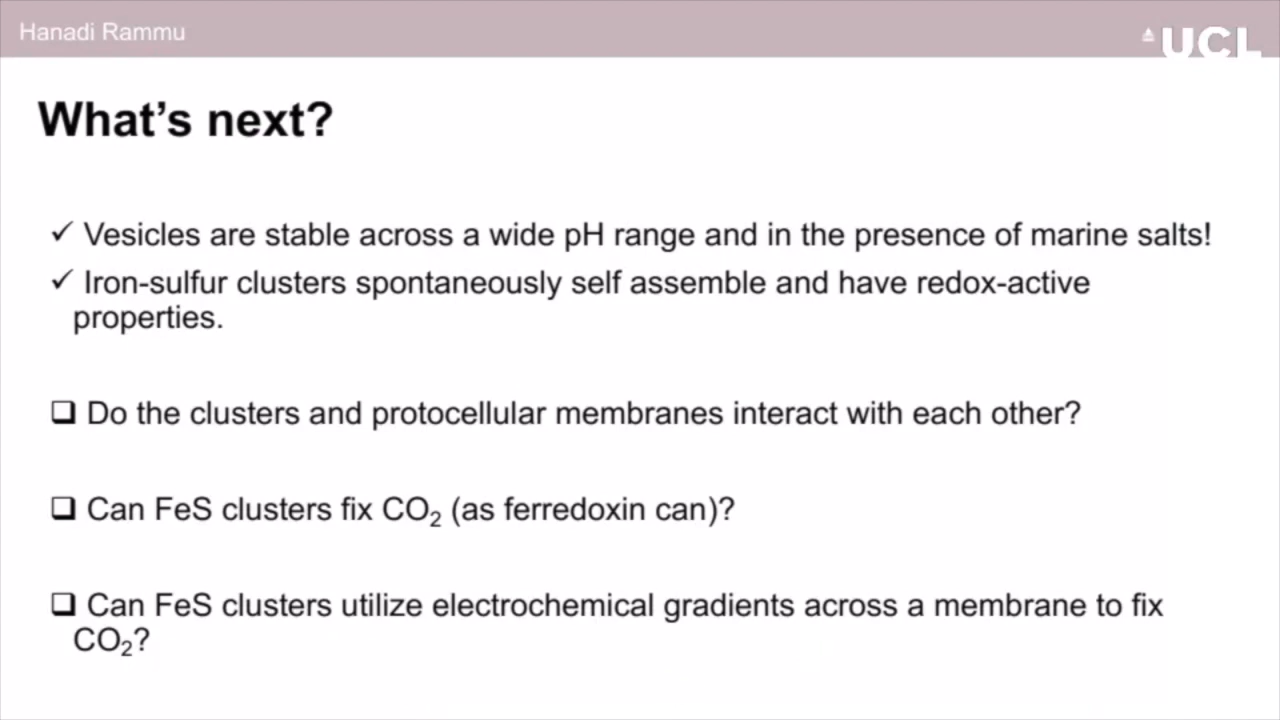 Hanadi Rammu
UCL
What's next?
✓ Vesicles are stable across a wide pH range and in the presence of marine salts!
✓ Iron-sulfur clusters spontaneously self assemble and have redox-active
properties.
❑ Do the clusters and protocellular membranes interact with each other?
❑ Can FeS clusters fix CO₂ (as ferredoxin can)?
❑ Can FeS clusters utilize electrochemical gradients across a membrane to fix
CO₂?